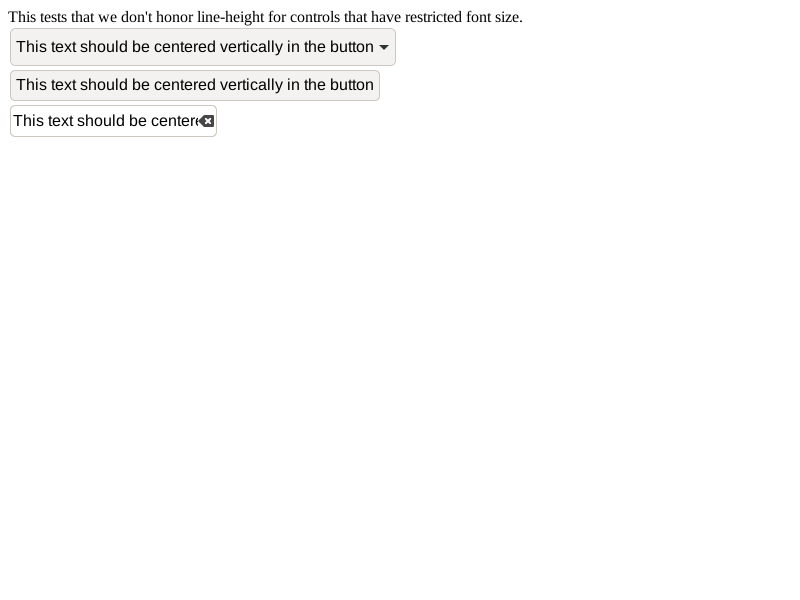 This tests that we don't honor line-height for controls that have restricted font size.
This text should be centered vertically in the button
This text should be centered vertically in the button
This text should be center